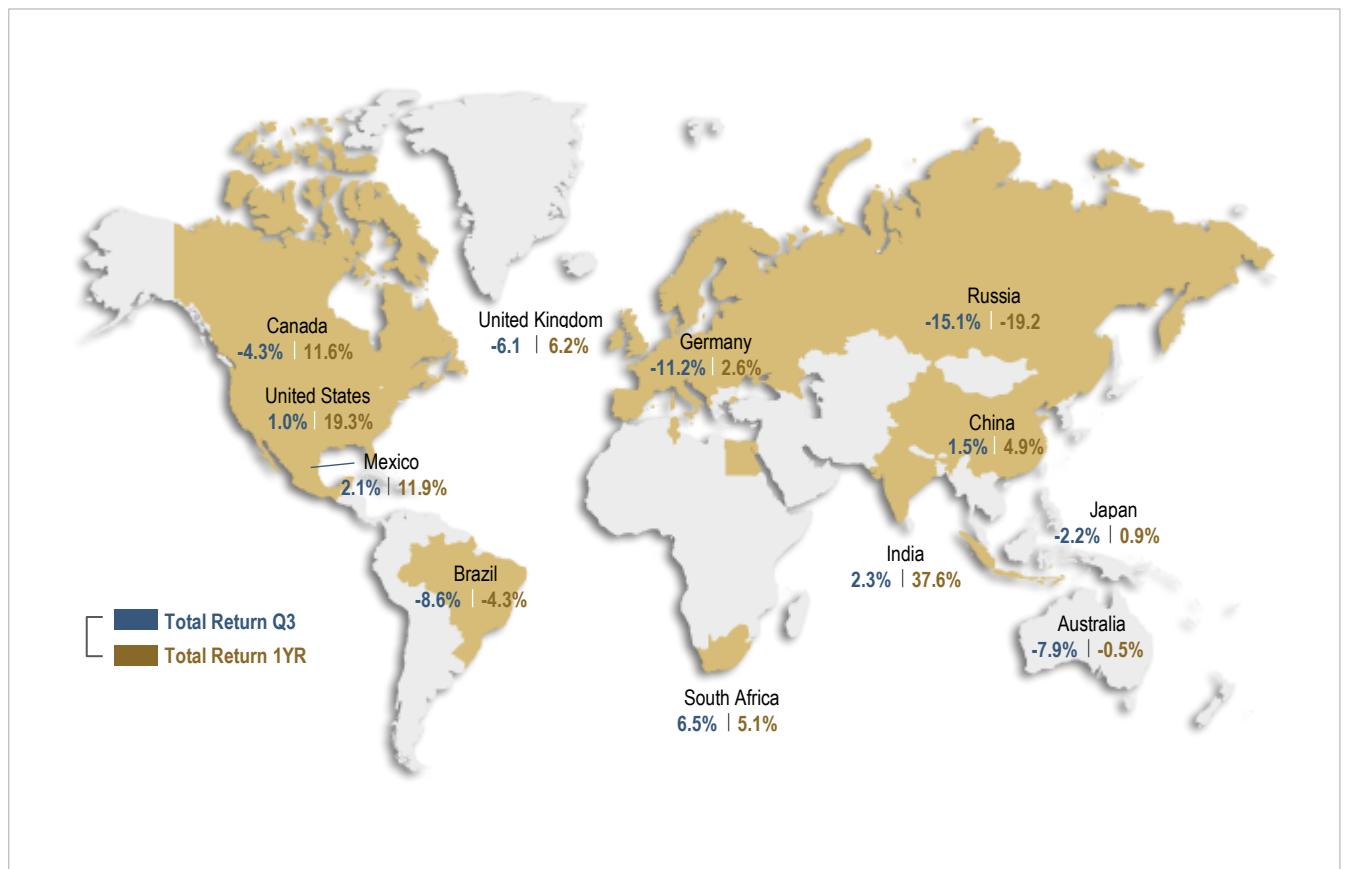 Canada
-4.3% | 11.6%
United States
1.0% | 19.3%
Mexico
2.1% | 11.9%
Brazil
-8.6% | -4.3%
United Kingdom
-6.1 | 6.2%
Germany
-11.2% | 2.6%
Russia
-15.1% | -19.2
China
1.5% | 4.9%
Japan
-2.2% | 0.9%
India
2.3% | 37.6%
Australia
-7.9% | -0.5%
South Africa
6.5% | 5.1%
Total Return Q3
Total Return 1YR